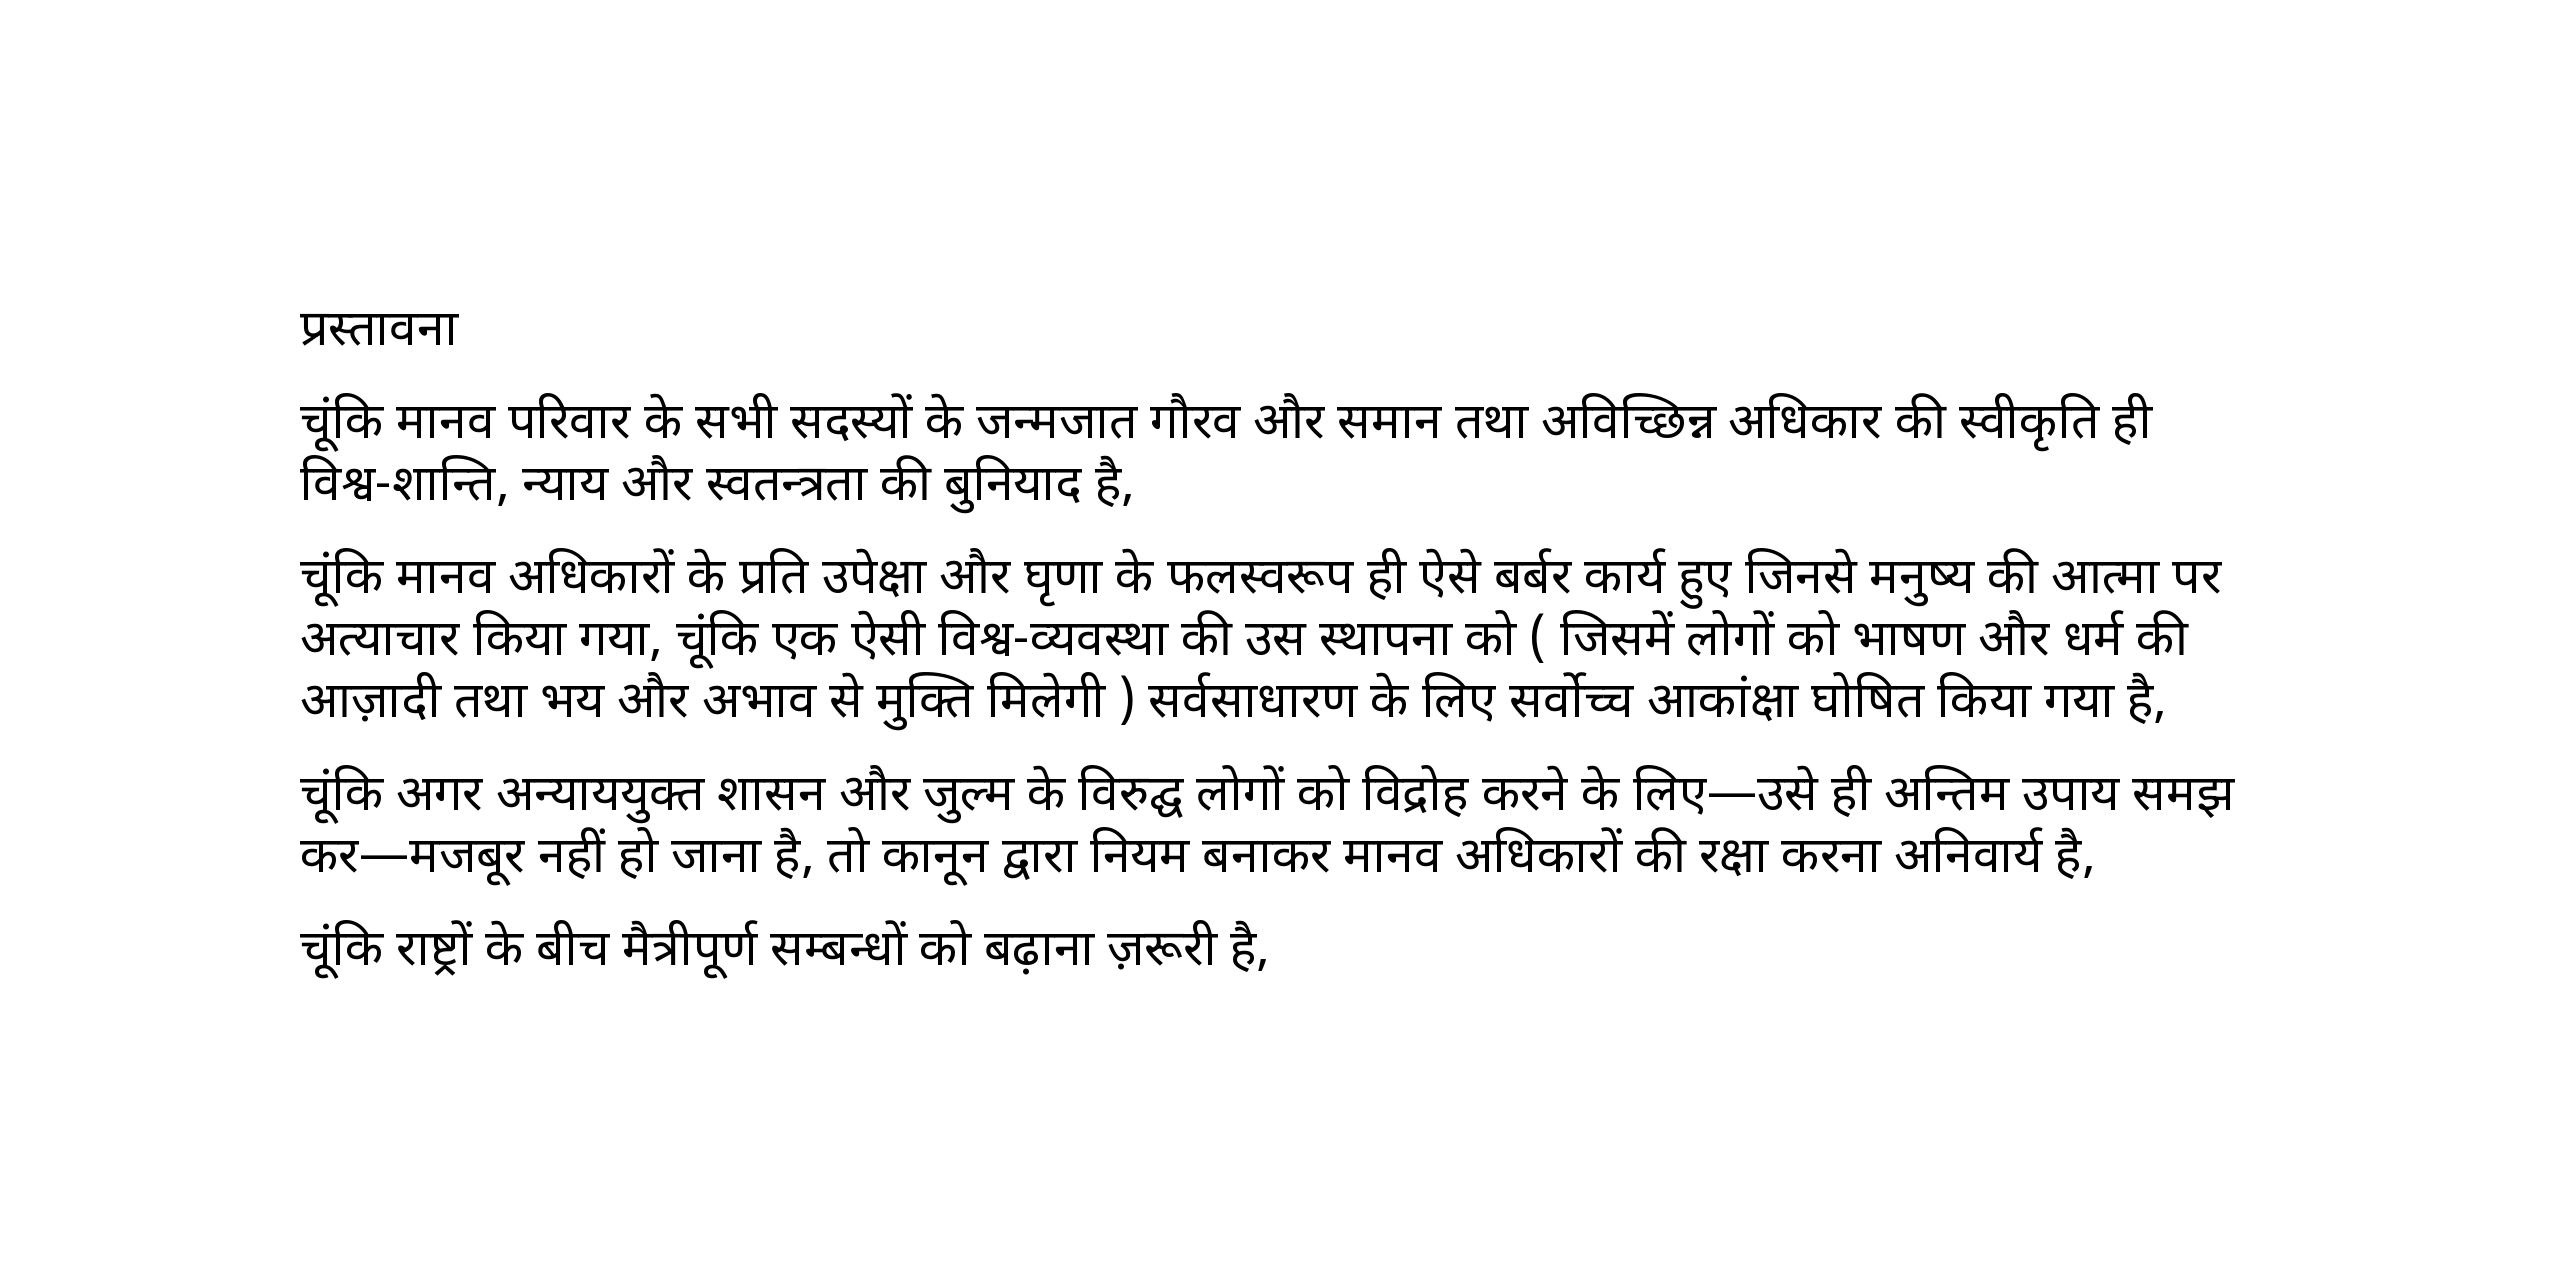 प्रस्तावना
चूंकि मानव परिवार के सभी सदस्यों के जन्मजात गौरव और समान तथा अविच्छिन्न अधिकार की स्वीकृति ही
विश्व-शान्ति, न्याय और स्वतन्त्रता की बुनियाद है,
चूंकि मानव अधिकारों के प्रति उपेक्षा और घृणा के फलस्वरूप ही ऐसे बर्बर कार्य हुए जिनसे मनुष्य की आत्मा पर
अत्याचार किया गया, चूंकि एक ऐसी विश्व-व्यवस्था की उस स्थापना को ( जिसमें लोगों को भाषण और धर्म की
आज़ादी तथा भय और अभाव से मुक्ति मिलेगी ) सर्वसाधारण के लिए सर्वोच्च आकांक्षा घोषित किया गया है,
चूंकि अगर अन्याययुक्त शासन और जुल्म के विरुद्घ लोगों को विद्रोह करने के लिए—उसे ही अन्तिम उपाय समझ
कर—मजबूर नहीं हो जाना है, तो कानून द्वारा नियम बनाकर मानव अधिकारों की रक्षा करना अनिवार्य है,
चूंकि राष्ट्रों के बीच मैत्रीपूर्ण सम्बन्धों को बढ़ाना ज़रूरी है,